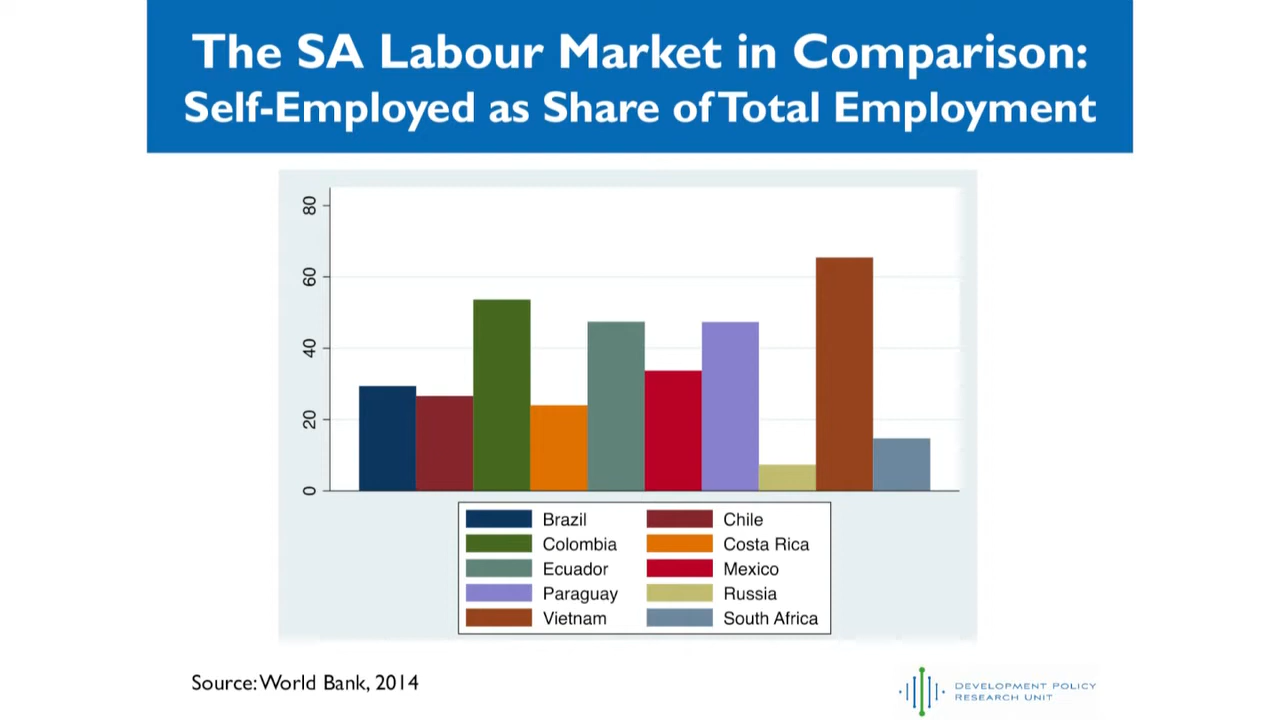 The SA Labour Market in Comparison:
Self-Employed as Share of Total Employment
80
60
40
20
0
Brazil
Chile
Colombia
Costa Rica
Ecuador
Mexico
Paraguay
Russia
Vietnam
South Africa
Source: World Bank, 2014
DEVELOPMENT POLICY
RESEARCH UNIT